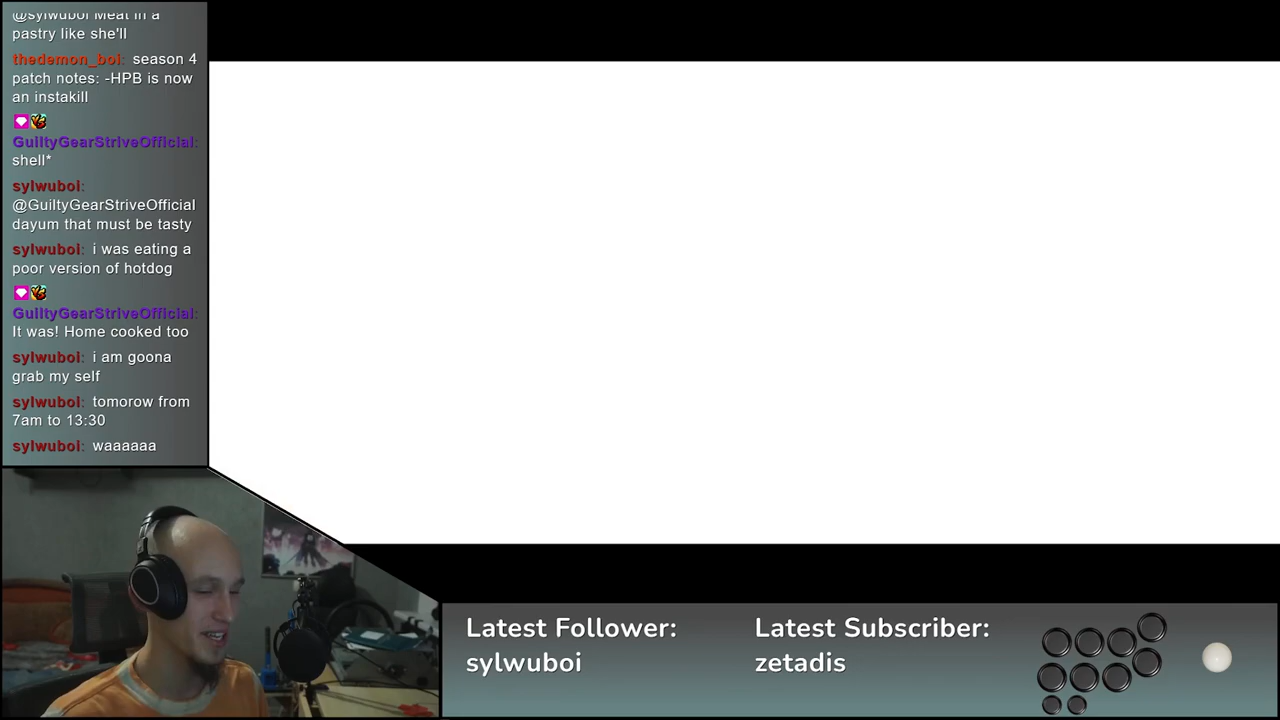 @sylwuboi Meat in a
pastry like she'll
thedemon_boi: season 4
patch notes: -HPB is now
an instakill
GuiltyGearStriveOfficial:
shell*
sylwuboi:
@GuiltyGearStriveOfficial
dayum that must be tasty
sylwuboi: i was eating a
poor version of hotdog
GuiltyGearStriveOfficial:
It was! Home cooked too
sylwuboi: i am goona
grab my self
sylwuboi: tomorow from
7am to 13:30
sylwuboi: waaaaaa
Latest Follower:
sylwuboi
Latest Subscriber:
zetadis